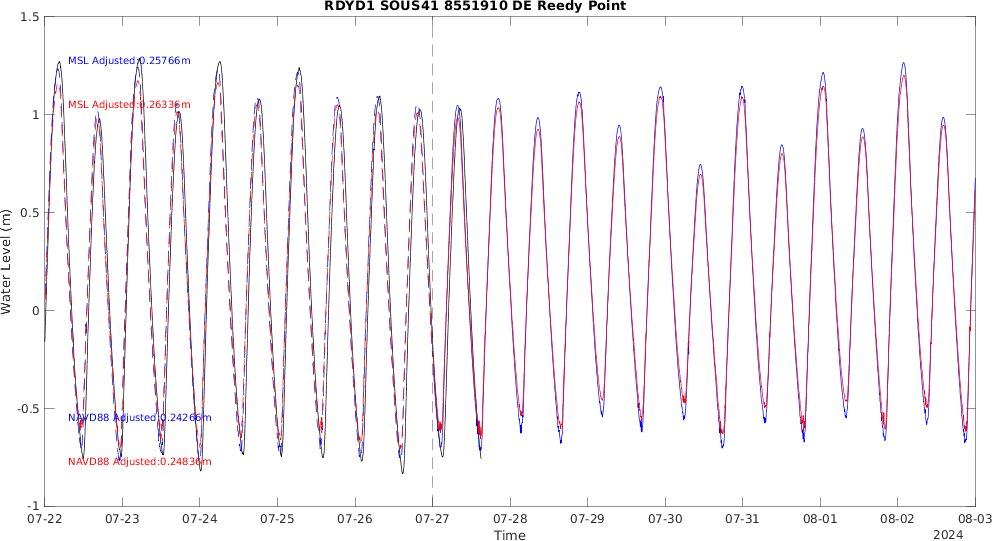 RDYD1 SOUS41 8551910 DE Reedy Point
1.5
MSL Adjusted:0.25766m
MSL Adjusted:0.26336m
1
0.5
Water Level (m)
0
-0.5
NAVD88 Adjusted:0.24266m
NAVD88 Adjusted:0.24836m
-1
07-22 07-23 07-24 07-25 07-26 07-27 07-28 07-29 07-30 07-31 08-01 08-02 08-03
Time
2024